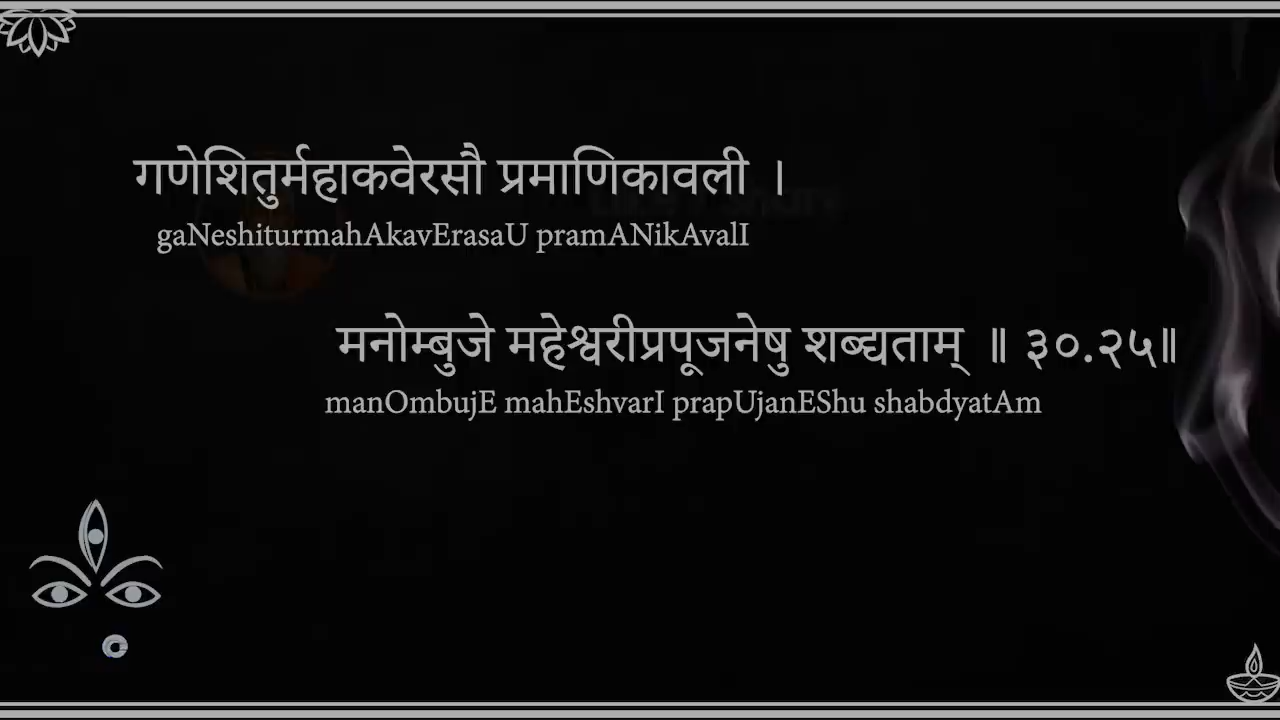 गणेशितुर्महाकवेरसौ प्रमाणिकावली ।
gaNeshiturmahAkavErasaU pramANikAvalI
मनोम्बुजे महेश्वरीप्रपूजनेषु शब्द्यताम् ॥ ३०.२५॥
manOmbujE mahEshvarI prapUjanEShu shabdyatAm